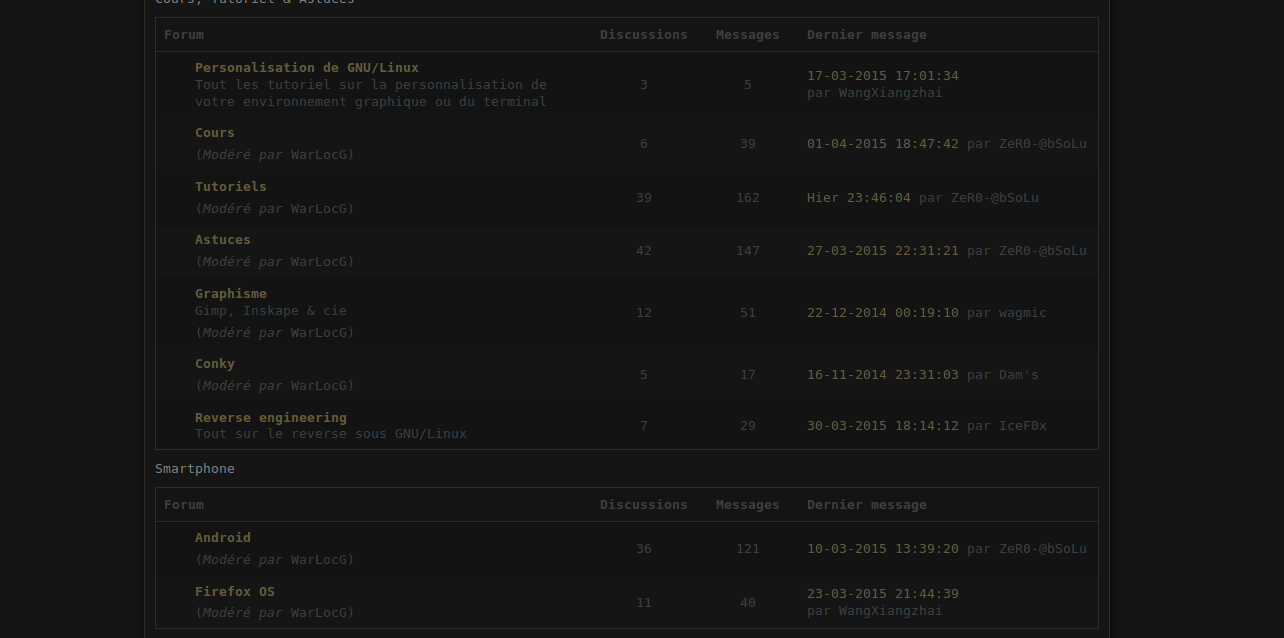 Cours, Tutoriel & Astuces
Forum Discussions Messages Dernier message
Personalisation de GNU/Linux
Tout les tutoriel sur la personnalisation de
votre environnement graphique ou du terminal
3 5 17-03-2015 17:01:34
par WangXiangzhai
Cours
(Modéré par WarLocG)
6 39 01-04-2015 18:47:42 par ZeR0-@bSoLu
Tutoriels
(Modéré par WarLocG)
39 162 Hier 23:46:04 par ZeR0-@bSoLu
Astuces
(Modéré par WarLocG)
42 147 27-03-2015 22:31:21 par ZeR0-@bSoLu
Graphisme
Gimp, Inskape & cie
(Modéré par WarLocG)
12 51 22-12-2014 00:19:10 par wagmic
Conky
(Modéré par WarLocG)
5 17 16-11-2014 23:31:03 par Dam's
Reverse engineering
Tout sur le reverse sous GNU/Linux
7 29 30-03-2015 18:14:12 par IceF0x
Smartphone
Forum Discussions Messages Dernier message
Android
(Modéré par WarLocG)
36 121 10-03-2015 13:39:20 par ZeR0-@bSoLu
Firefox OS
(Modéré par WarLocG)
11 40 23-03-2015 21:44:39
par WangXiangzhai